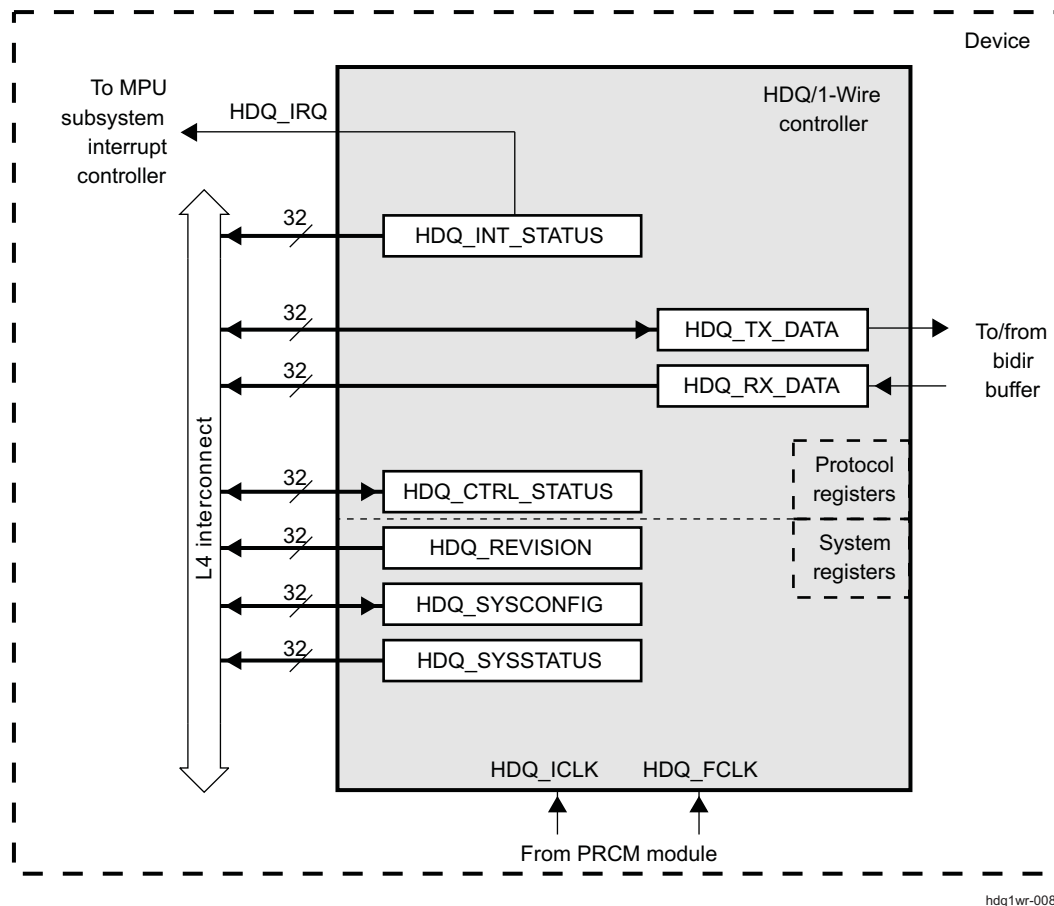 Device
To MPU
subsystem
interrupt
controller
HDQ_IRQ
HDQ/1-Wire
controller
32
HDQ_INT_STATUS
32
HDQ_TX_DATA
To/from
bidir
buffer
32
HDQ_RX_DATA
L4 interconnect
Protocol
registers
32
HDQ_CTRL_STATUS
32
HDQ_REVISION
System
registers
32
HDQ_SYSCONFIG
32
HDQ_SYSSTATUS
HDQ_ICLK
HDQ_FCLK
From PRCM module
hdq1wr-008